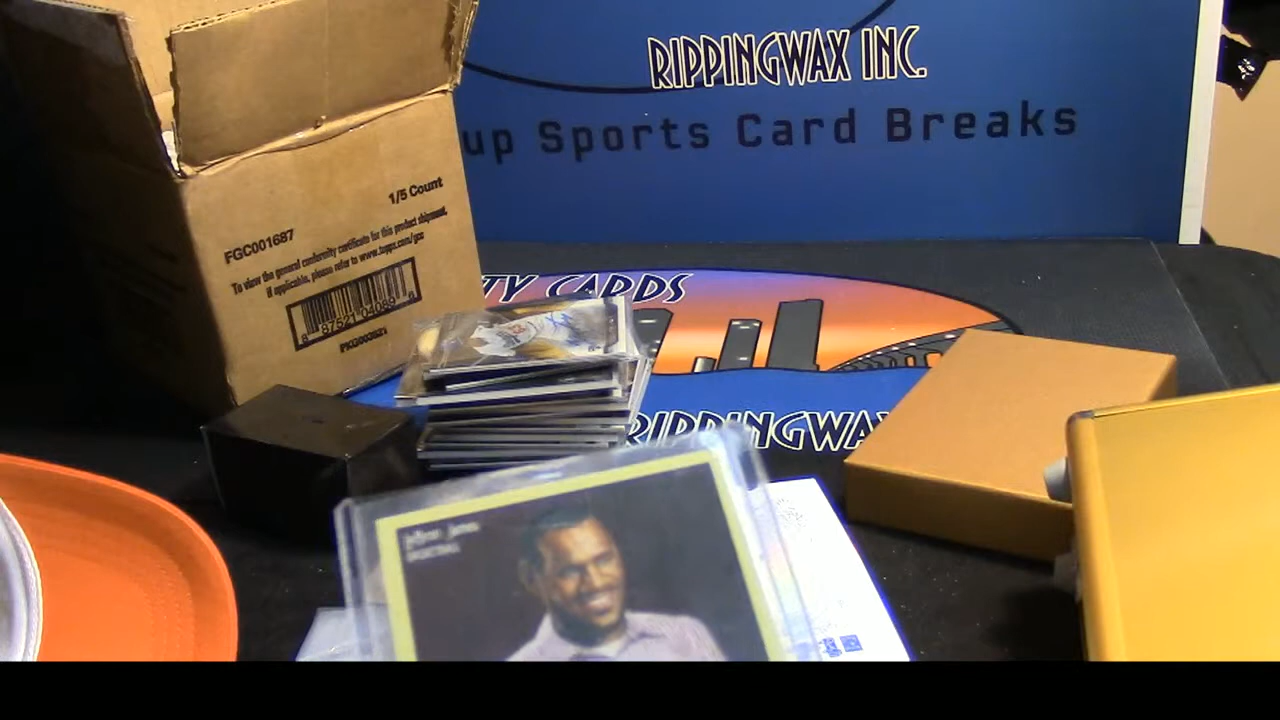 RIPPINGWAX INC.
up Sports Card Breaks
1/5 Count
FGC001687
To view the general conformity certificate for this product shipment,
if applicable, please refer to www.topps.com/gcc
TY CARDS
RIPPINGWAX